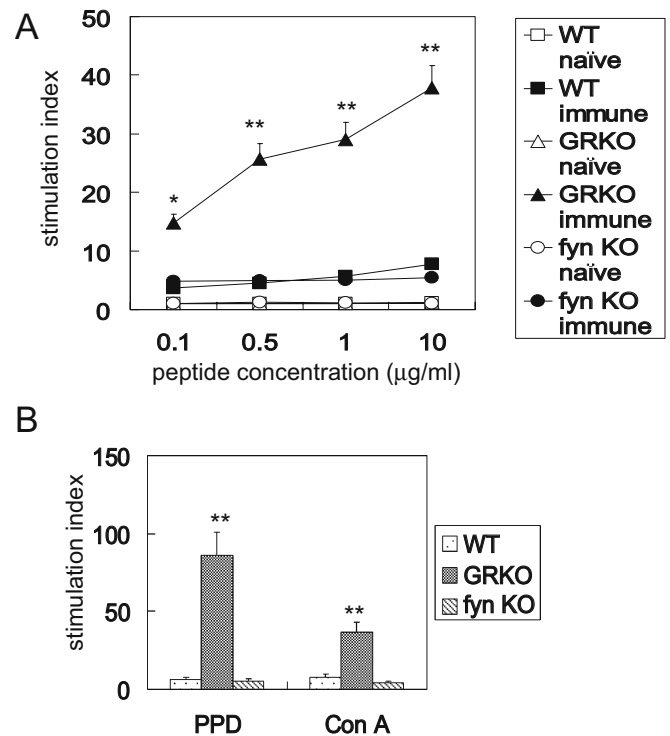 A
stimulation index
50
40
30
20
10
0
*
**
**
**
0.1 0.5 1 10
peptide concentration (μg/ml)
WT
naïve
WT
immune
GRKO
naïve
GRKO
immune
fyn KO
naïve
fyn KO
immune
B
stimulation index
150
100
50
0
**
**
PPD Con A
WT
GRKO
fyn KO